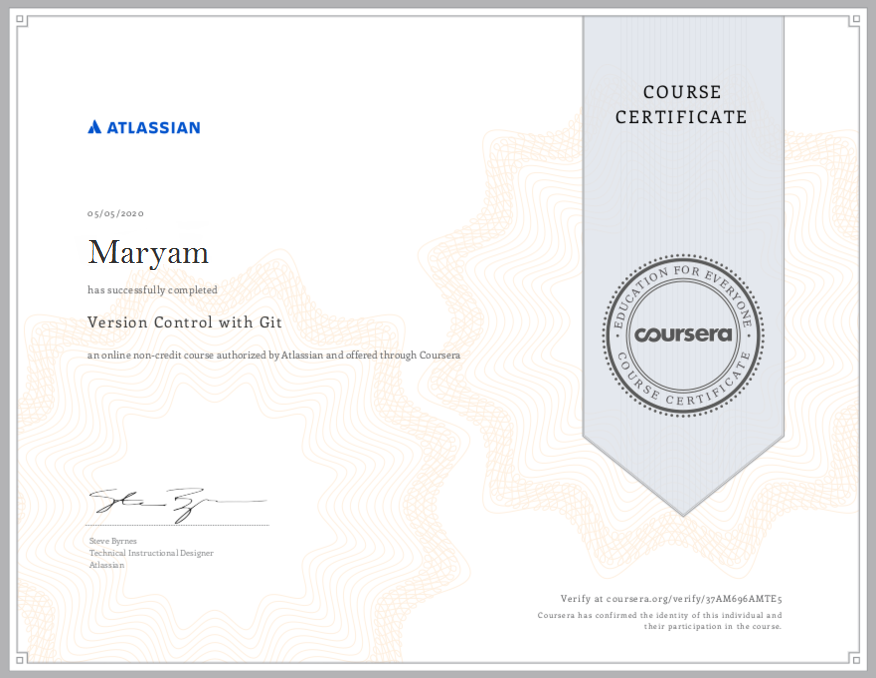 COURSE
CERTIFICATE
ATLASSIAN
05/05/2020
Maryam
has successfully completed
Version Control with Git
an online non-credit course authorized by Atlassian and offered through Coursera
EDUCATION FOR EVERYONE
coursera
COURSE CERTIFICATE
Steve Byrnes
Technical Instructional Designer
Atlassian
Verify at coursera.org/verify/37AM696AMTE5
Coursera has confirmed the identity of this individual and
their participation in the course.